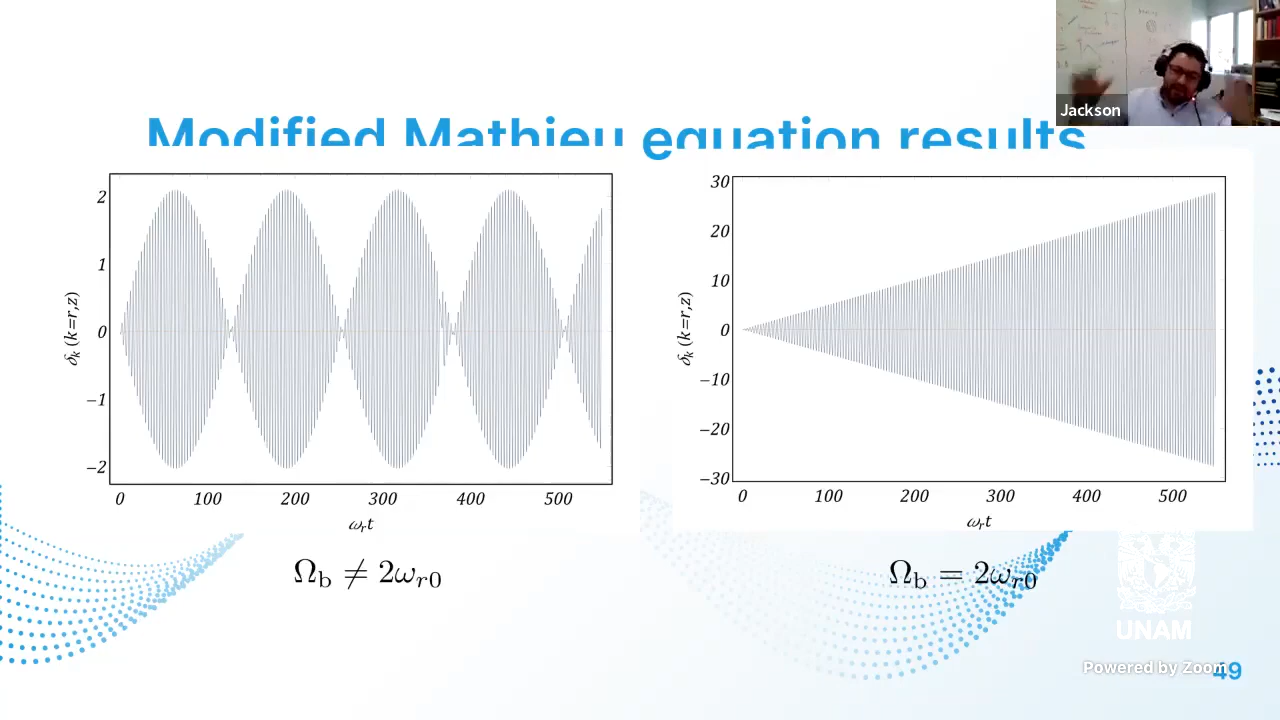 Jackson
Modified Mathieu equation results
2
1
0
−1
−2
δk (k=r,z)
0 100 200 300 400 500
ωrt
30
20
10
0
−10
−20
−30
δk (k=r,z)
0 100 200 300 400 500
ωrt
Ωb ≠ 2ωr0
Ωb = 2ωr0
UNAM
Powered by Zoom
49